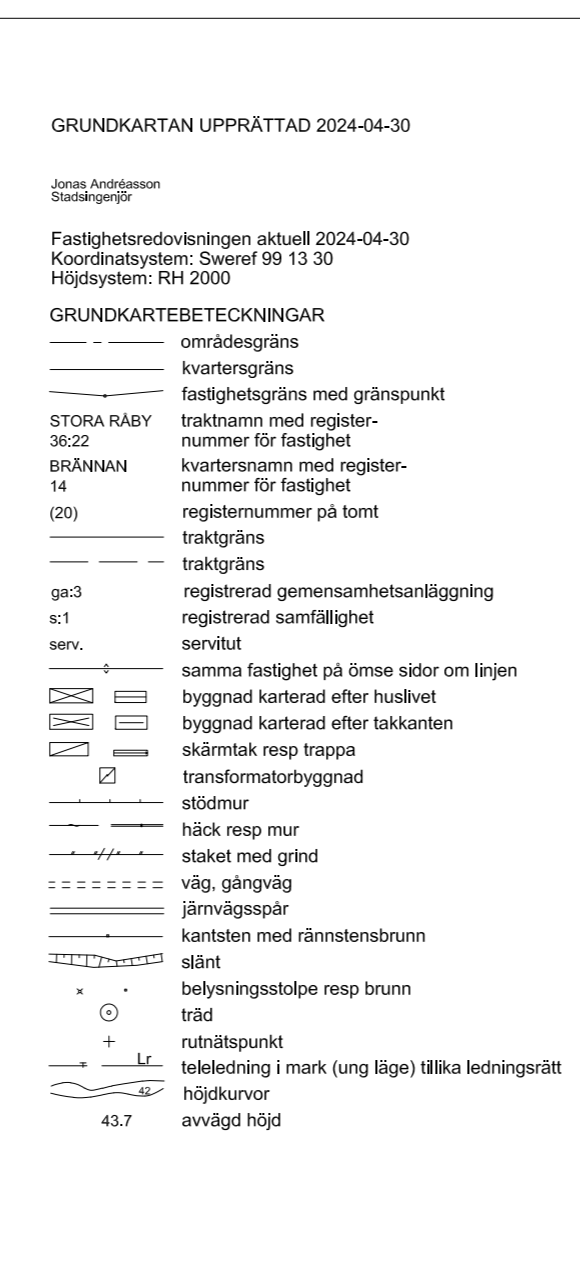 GRUNDKARTAN UPPRÄTTAD 2024-04-30
Jonas Andréasson
Stadsingenjör
Fastighetsredovisningen aktuell 2024-04-30
Koordinatsystem: Sweref 99 13 30
Höjdsystem: RH 2000
GRUNDKARTEBETECKNINGAR
områdesgräns
kvartersgräns
fastighetsgräns med gränspunkt
STORA RÅBY traktnamn med register-
36:22 nummer för fastighet
BRÄNNAN kvartersnamn med register-
14 nummer för fastighet
(20) registernummer på tomt
traktgräns
traktgräns
ga:3 registrerad gemensamhetsanläggning
s:1 registrerad samfällighet
serv. servitut
samma fastighet på ömse sidor om linjen
byggnad karterad efter huslivet
byggnad karterad efter takkanten
skärmtak resp trappa
transformatorbyggnad
stödmur
häck resp mur
staket med grind
väg, gångväg
järnvägsspår
kantsten med rännstensbrunn
slänt
belysningsstolpe resp brunn
träd
rutnätspunkt
Lr teleledning i mark (ung läge) tillika ledningsrätt
42 höjdkurvor
43.7 avvägd höjd